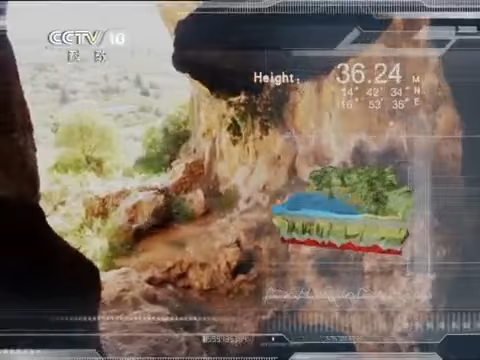 CCTV 10
科教
Height: 36.24 M
14° 42' 34" N
16° 53' 36" E